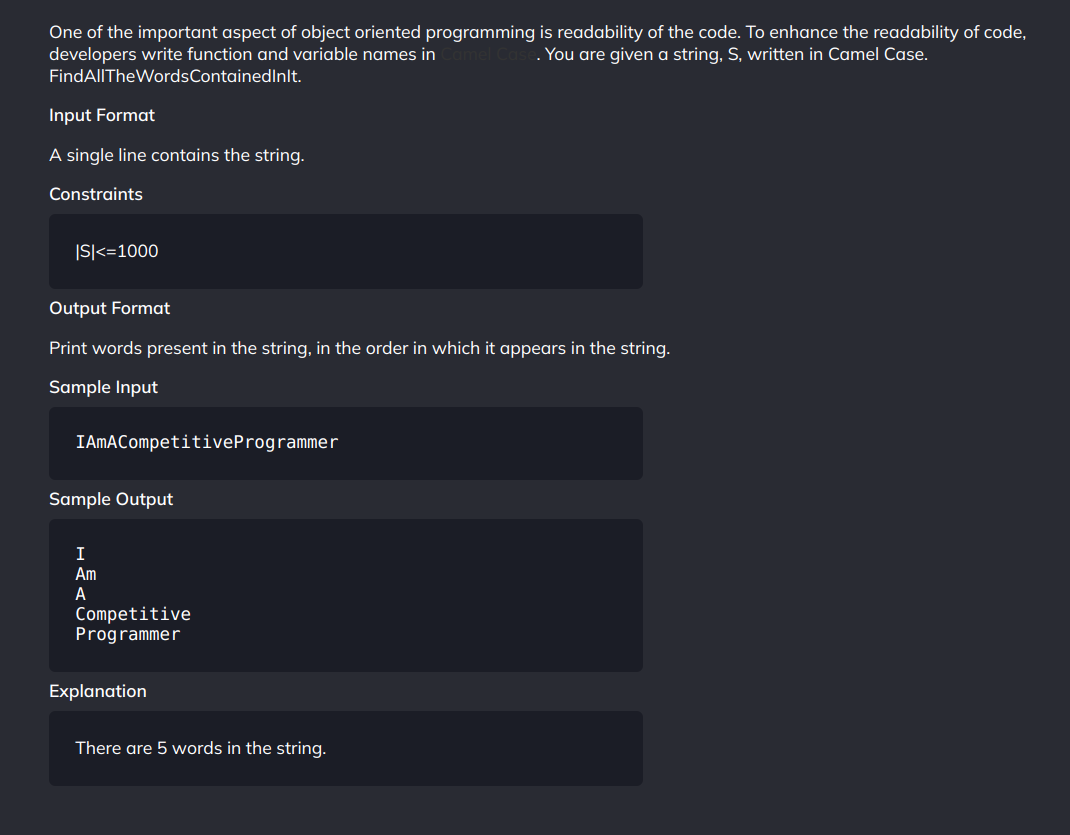 One of the important aspect of object oriented programming is readability of the code. To enhance the readability of code,
developers write function and variable names in Camel Case. You are given a string, S, written in Camel Case.
FindAllTheWordsContainedInIt.
Input Format
A single line contains the string.
Constraints
|S|<=1000
Output Format
Print words present in the string, in the order in which it appears in the string.
Sample Input
IAmACompetitiveProgrammer
Sample Output
I
Am
A
Competitive
Programmer
Explanation
There are 5 words in the string.